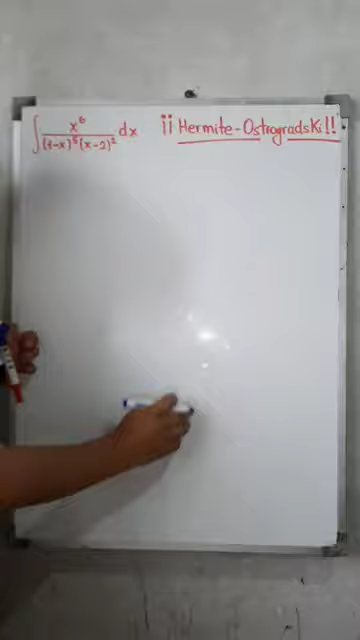 ∫ x⁶/((1-x)⁵(x-2)²) dx ¡¡Hermite-Ostrogradski!!